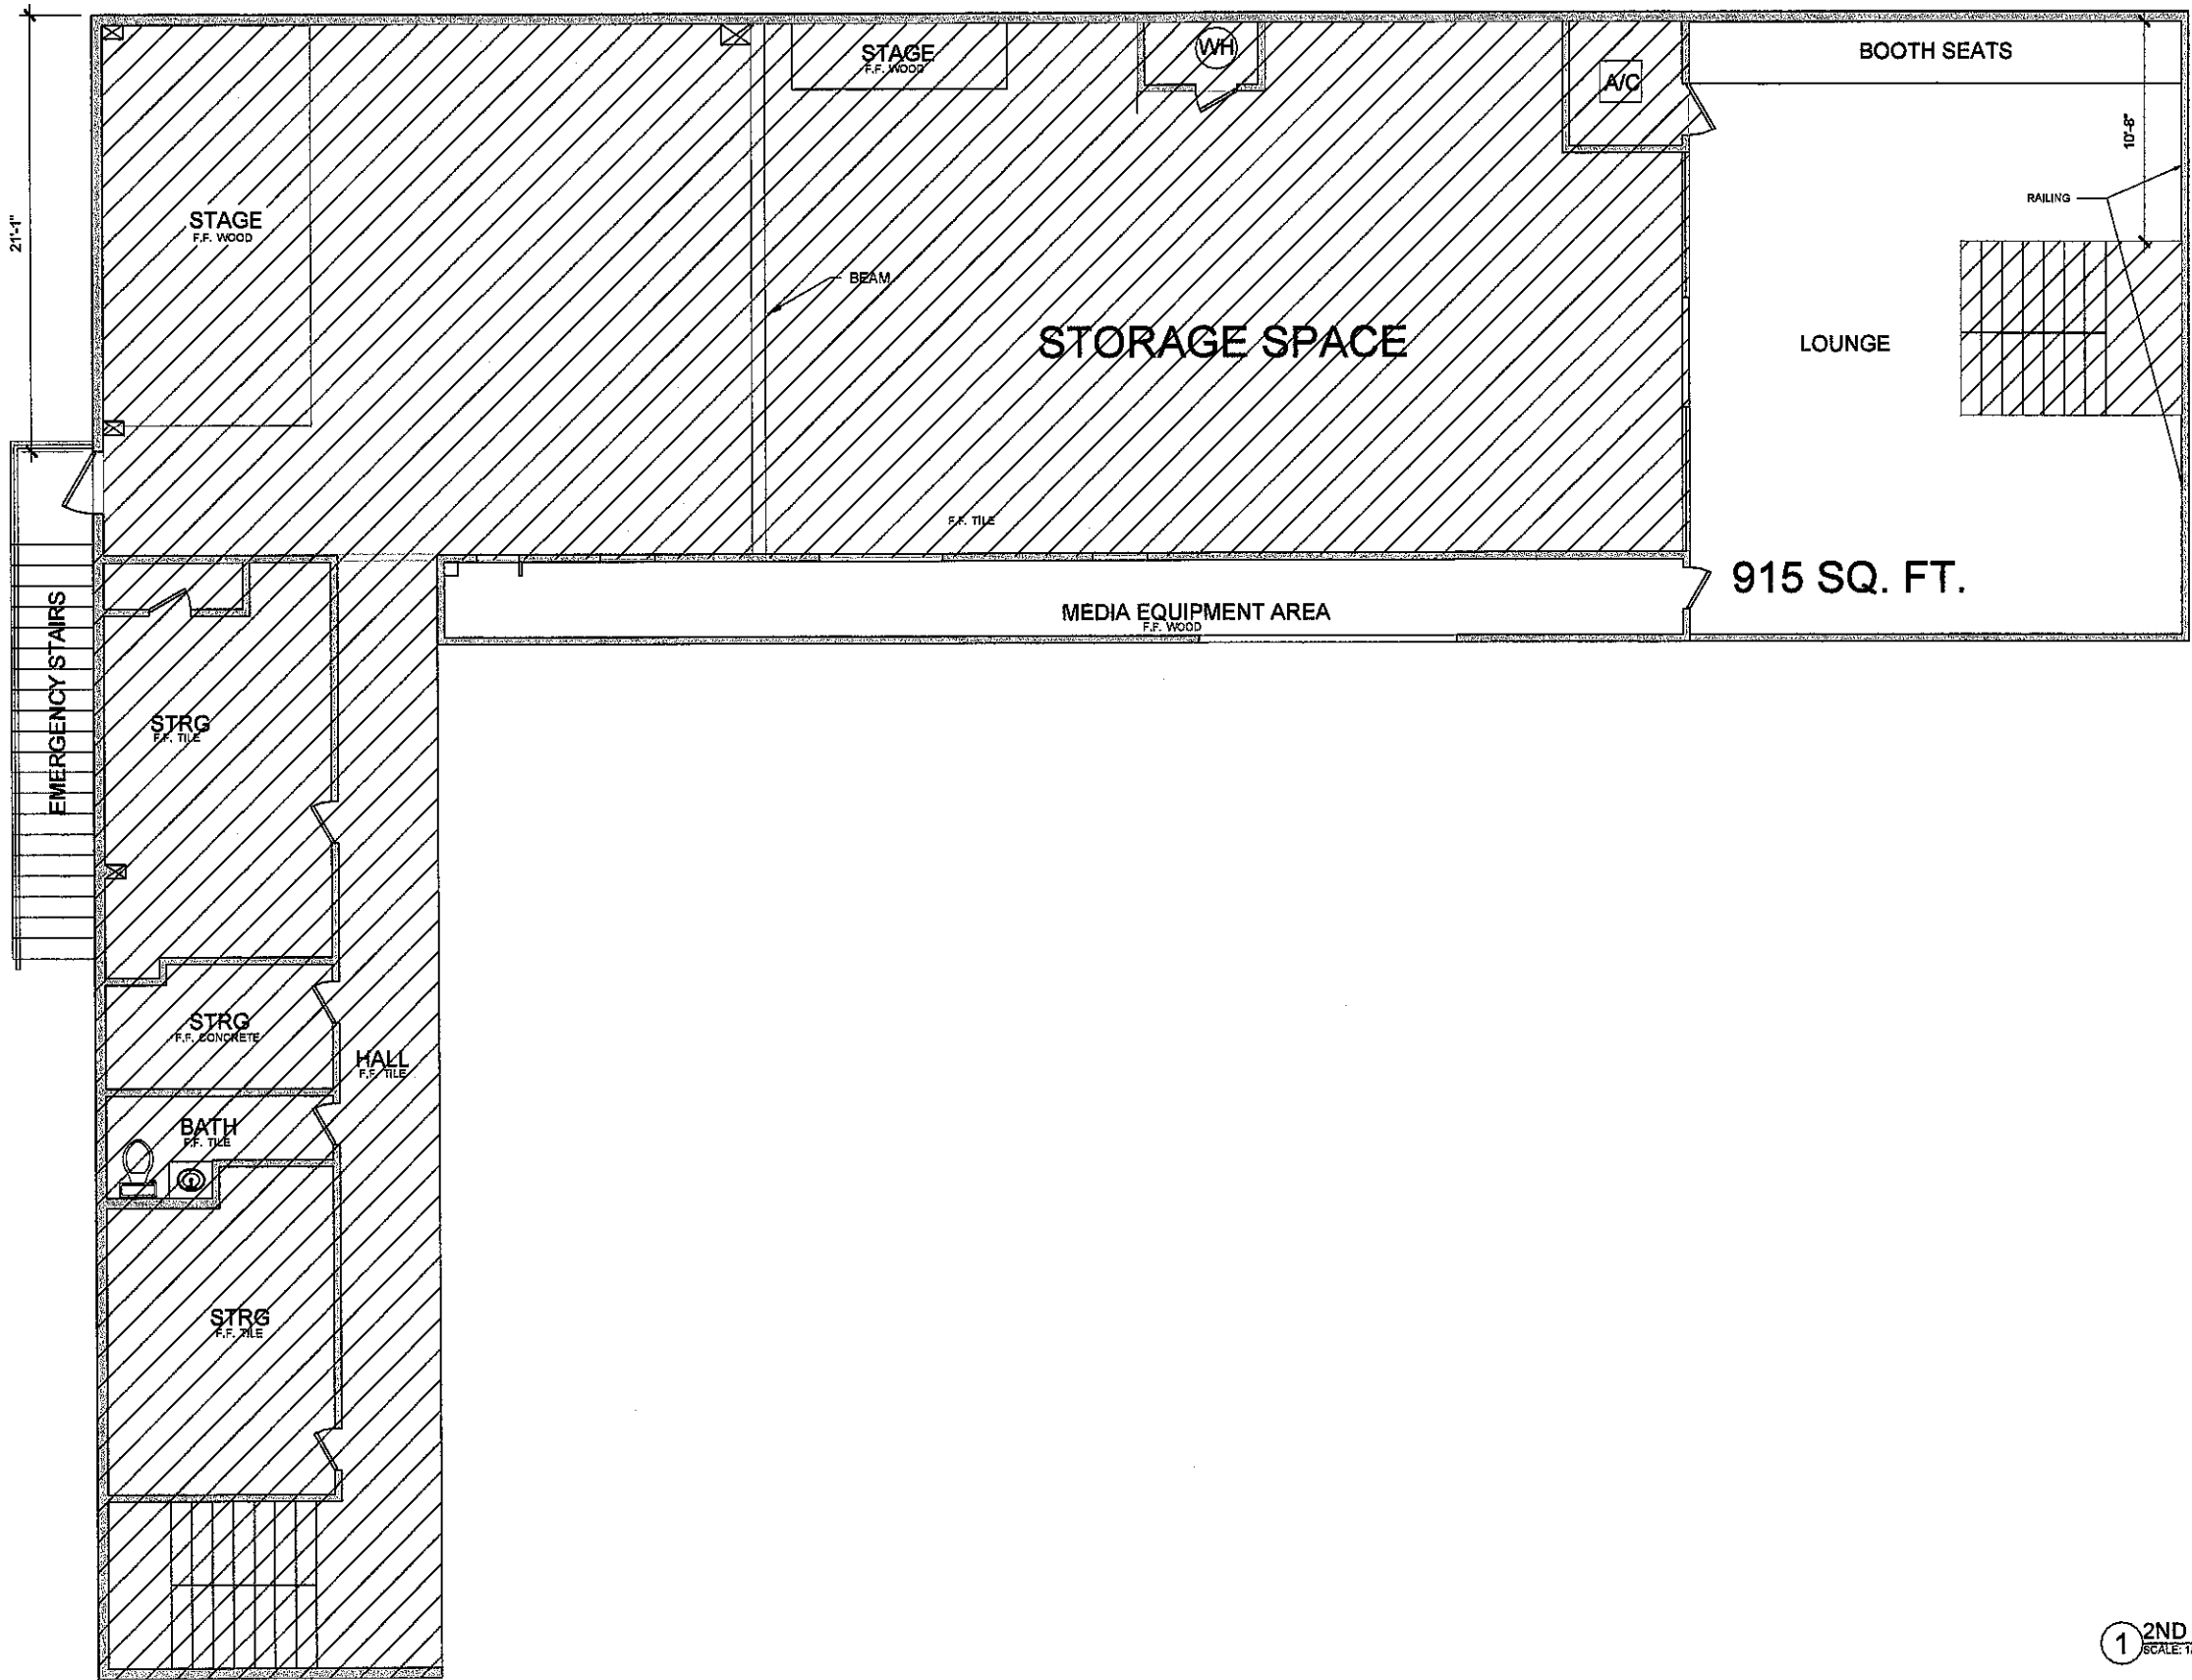 STAGE
F.F. WOOD
WH
A/C
BOOTH SEATS
10'-8"
21'-1"
STAGE
F.F. WOOD
RAILING
BEAM
STORAGE SPACE
LOUNGE
F.F. TILE
915 SQ. FT.
MEDIA EQUIPMENT AREA
F.F. WOOD
EMERGENCY STAIRS
STRG
F.F. TILE
STRG
F.F. CONCRETE
HALL
F.F. TILE
BATH
F.F. TILE
STRG
F.F. TILE
1
2ND
SCALE: